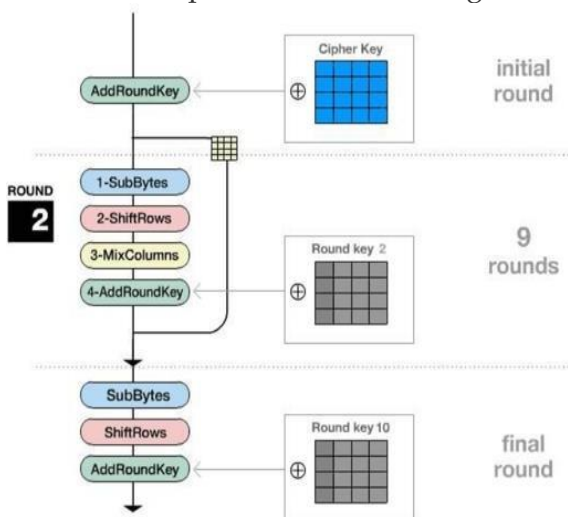 Cipher Key
AddRoundKey
initial
round
ROUND
2
1-SubBytes
2-ShiftRows
3-MixColumns
4-AddRoundKey
Round key 2
9
rounds
SubBytes
ShiftRows
AddRoundKey
Round key 10
final
round